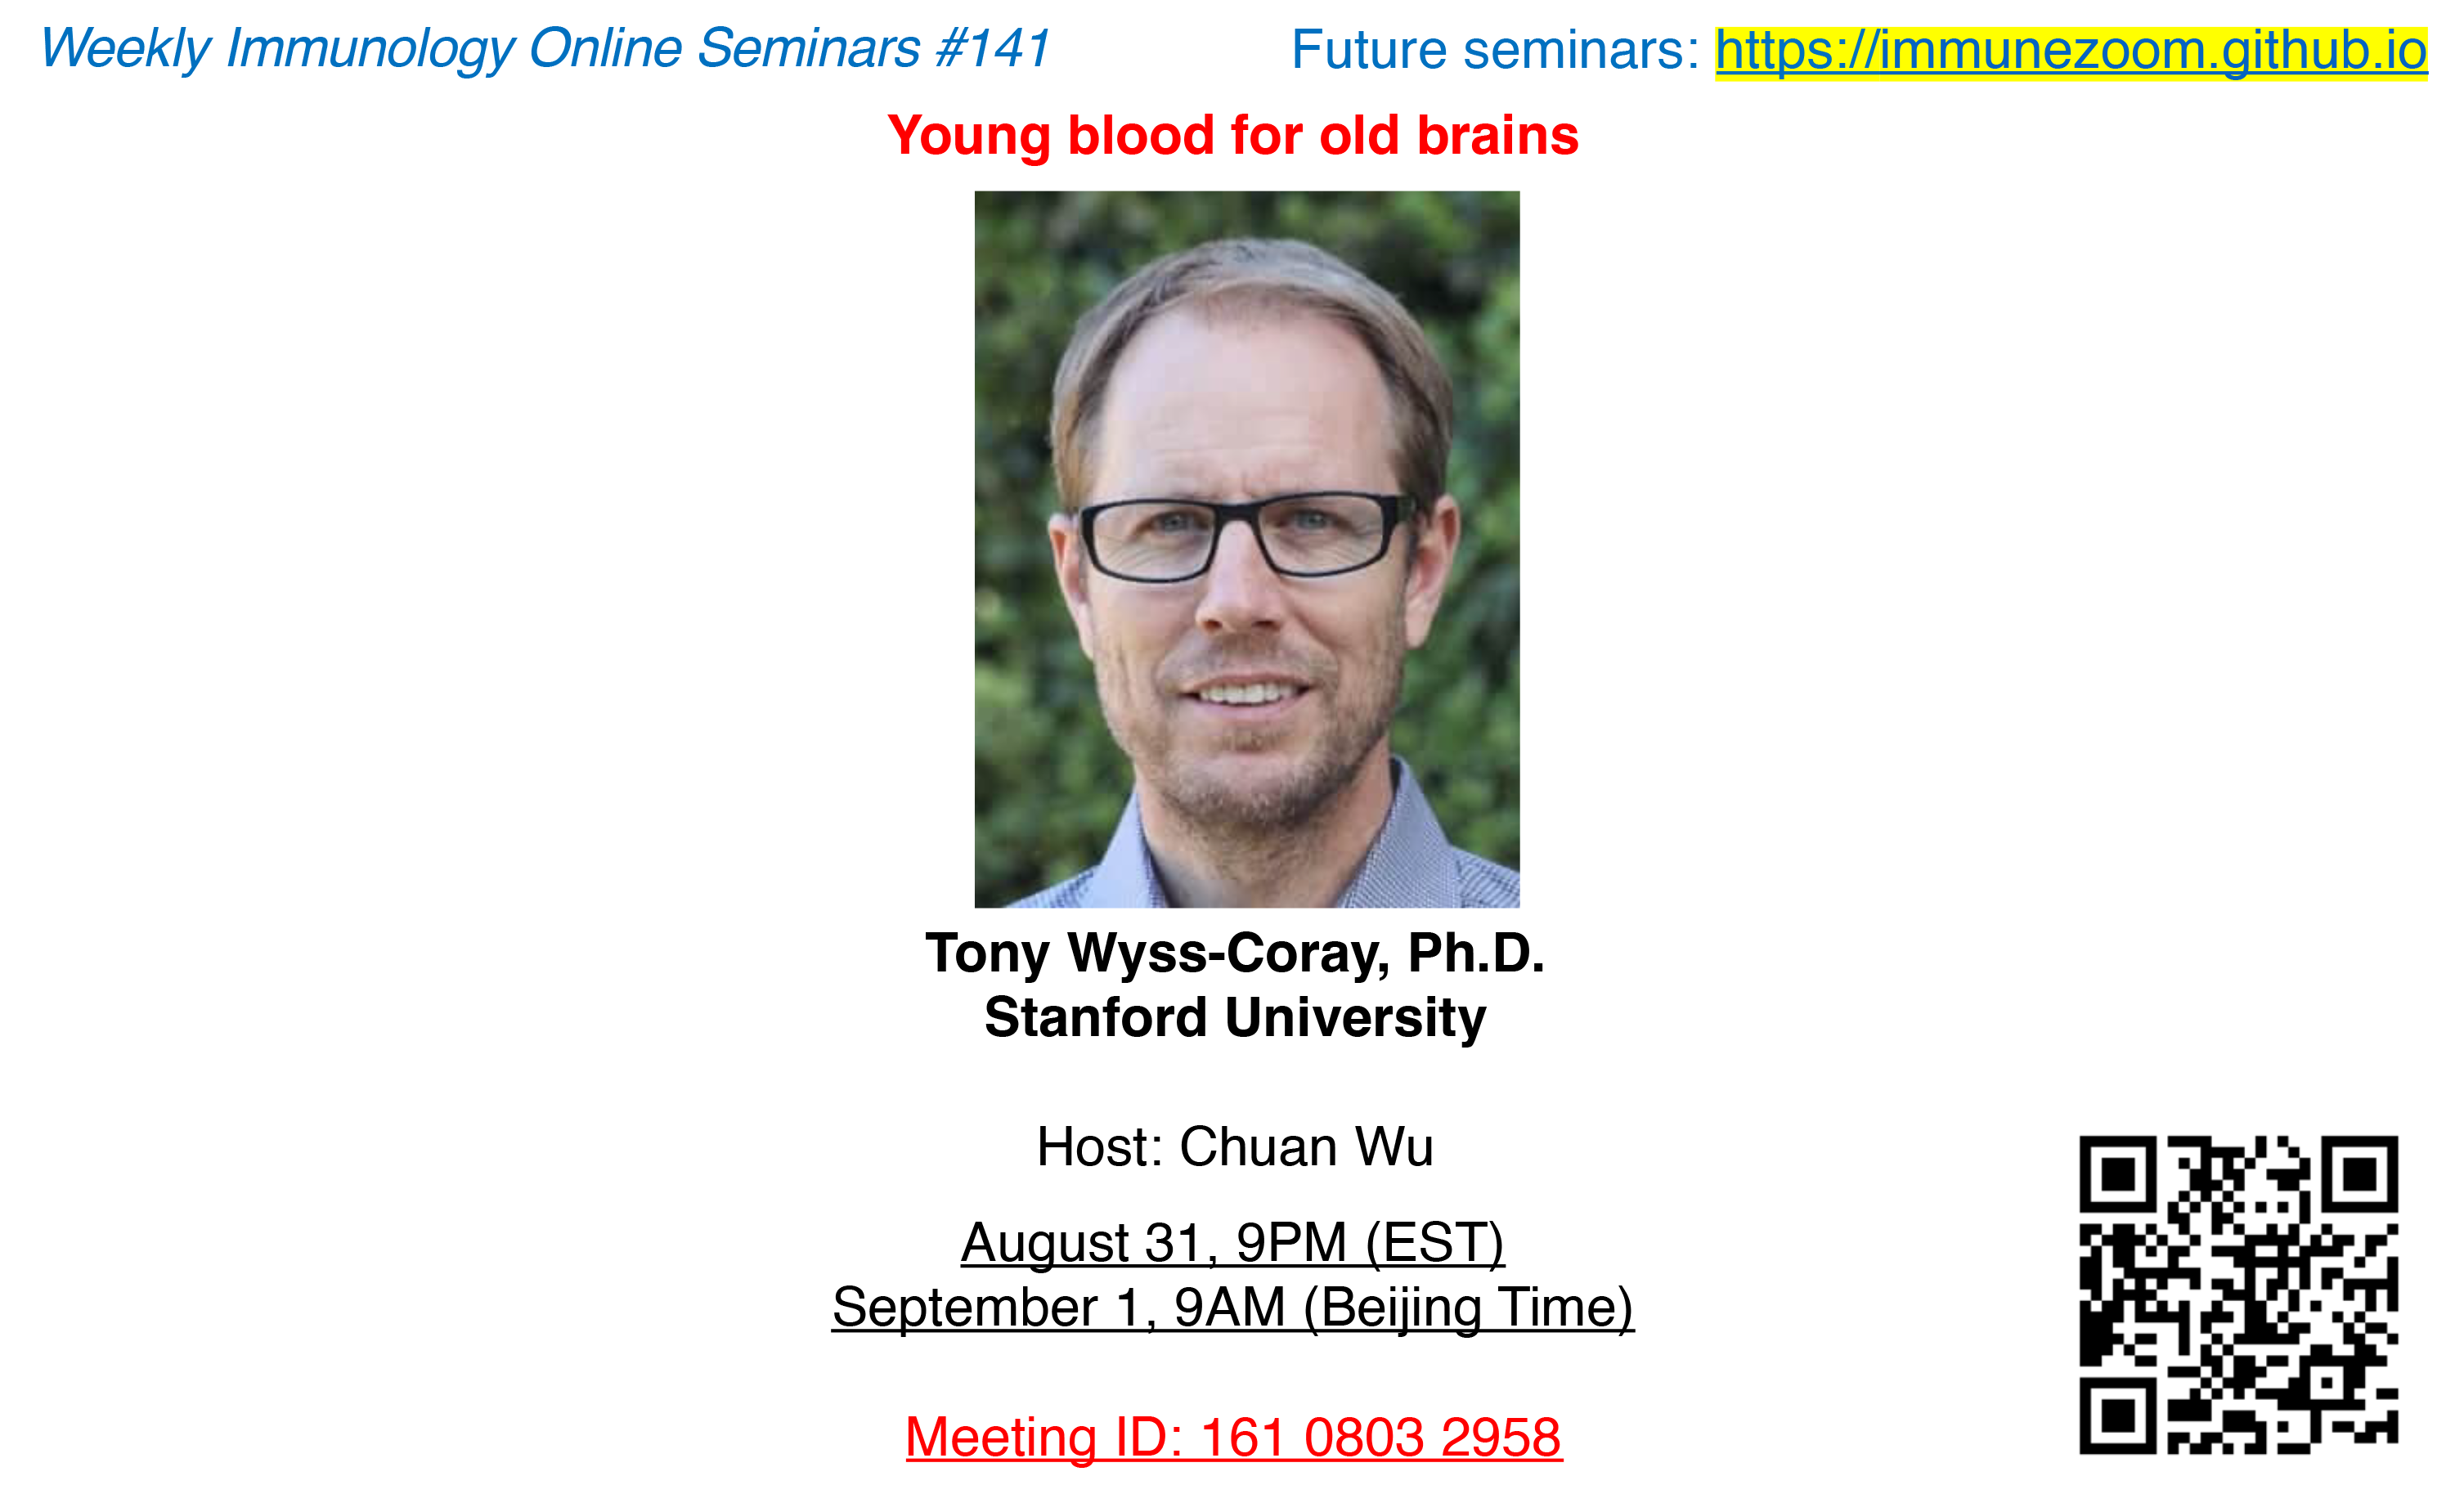 Weekly Immunology Online Seminars #141
Future seminars: https://immunezoom.github.io
Young blood for old brains
Tony Wyss-Coray, Ph.D.
Stanford University
Host: Chuan Wu
August 31, 9PM (EST)
September 1, 9AM (Beijing Time)
Meeting ID: 161 0803 2958